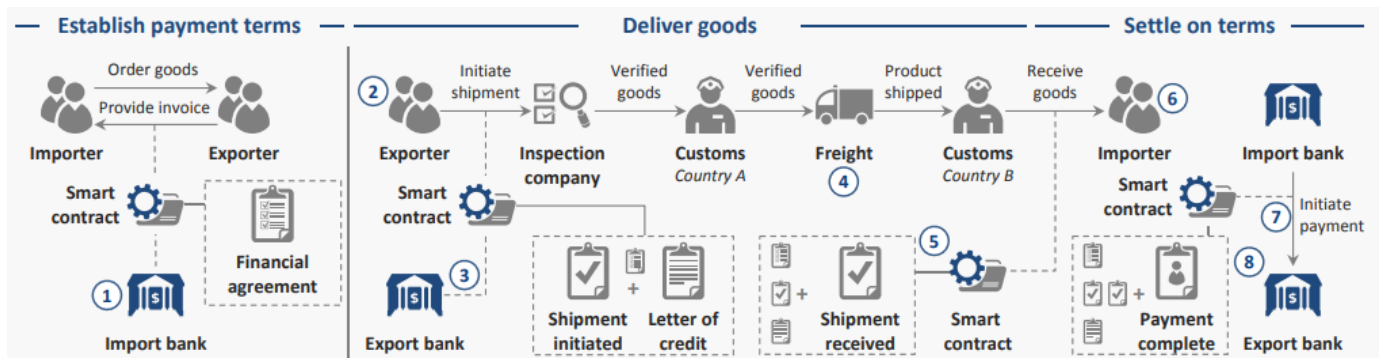 Establish payment terms
Deliver goods
Settle on terms
Order goods
Provide invoice
Importer
Exporter
Smart
contract
Financial
agreement
1
$
Import bank
2
Initiate
shipment
Verified
goods
Verified
goods
Product
shipped
Receive
goods
6
$
Exporter
Inspection
company
Customs
Country A
Freight
4
Customs
Country B
Importer
Import bank
Smart
contract
3
$
Export bank
+
Shipment
initiated
Letter of
credit
+
Shipment
received
5
Smart
contract
Smart
contract
7
Initiate
payment
+
Payment
complete
8
$
Export bank